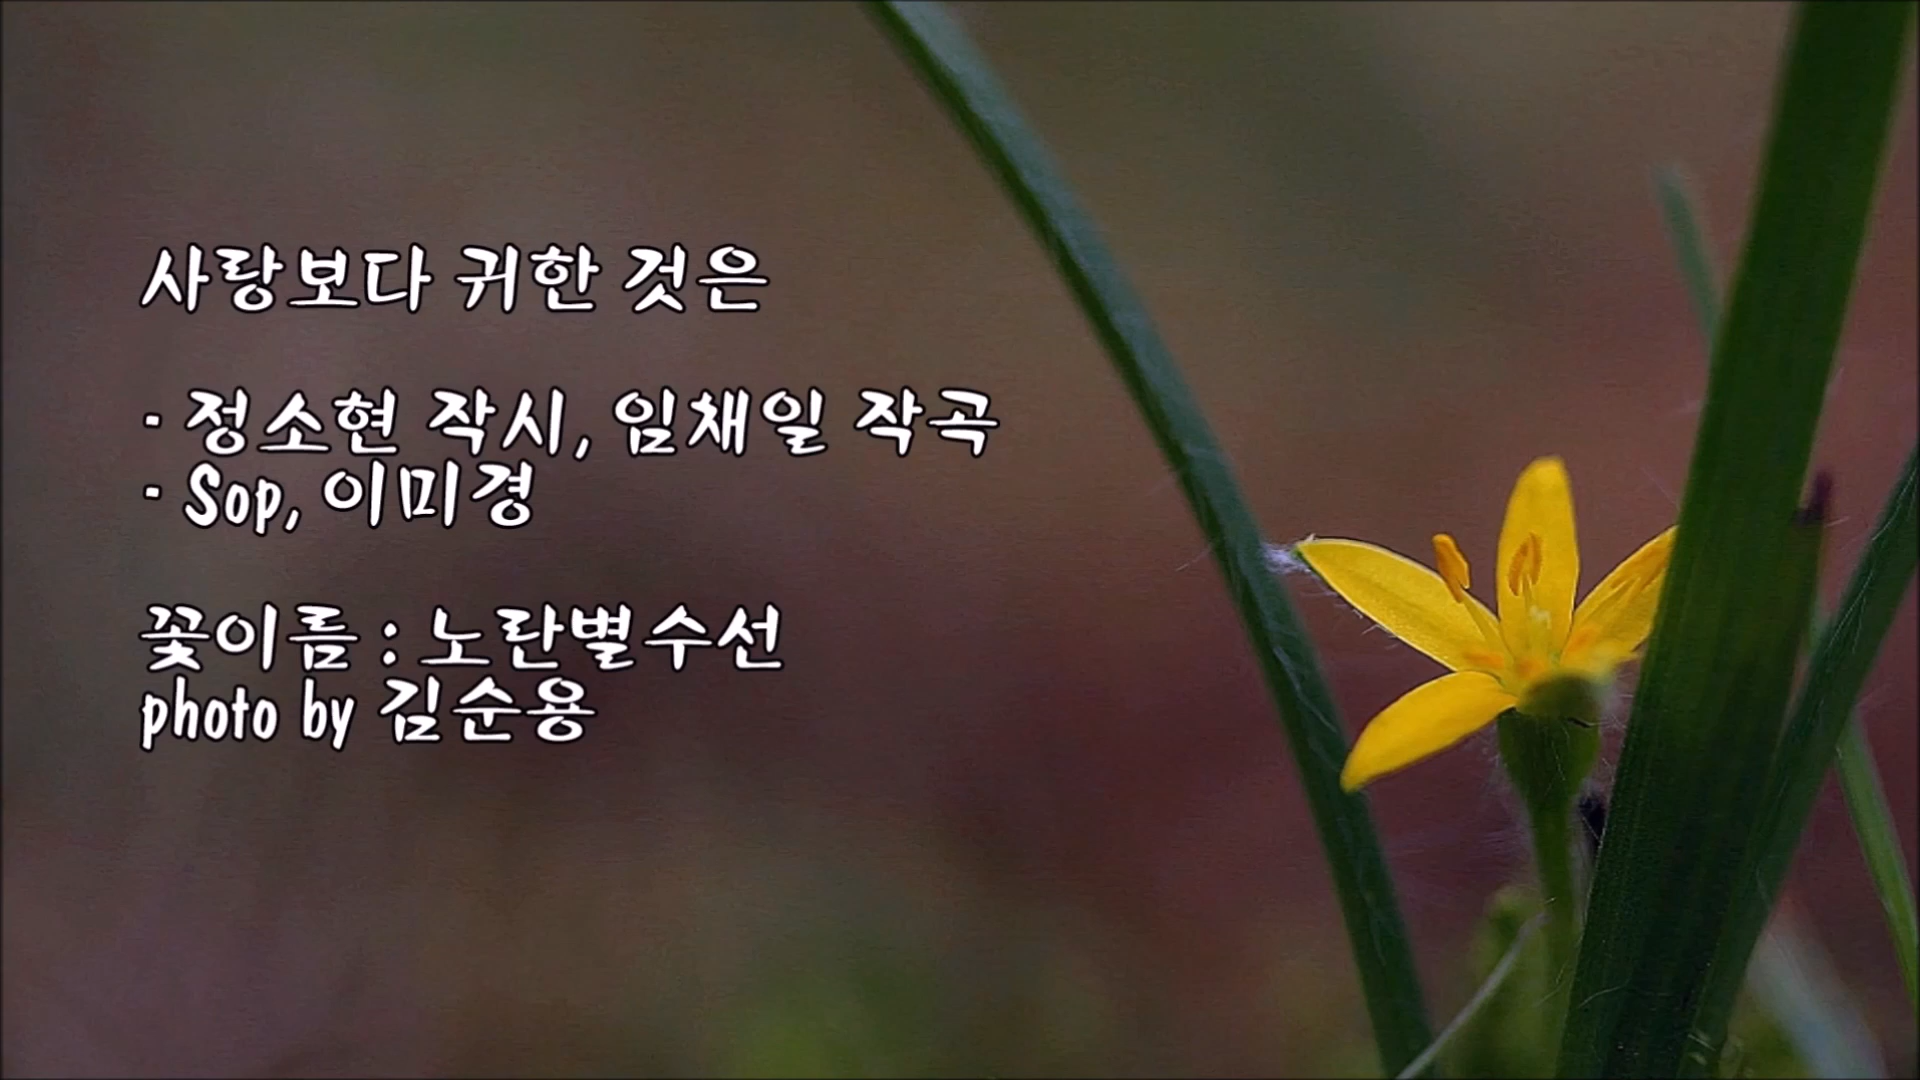 사랑보다 귀한 것은
· 정소현 작시, 임채일 작곡
· Sop, 이미경
꽃이름 : 노란별수선
photo by 김순용